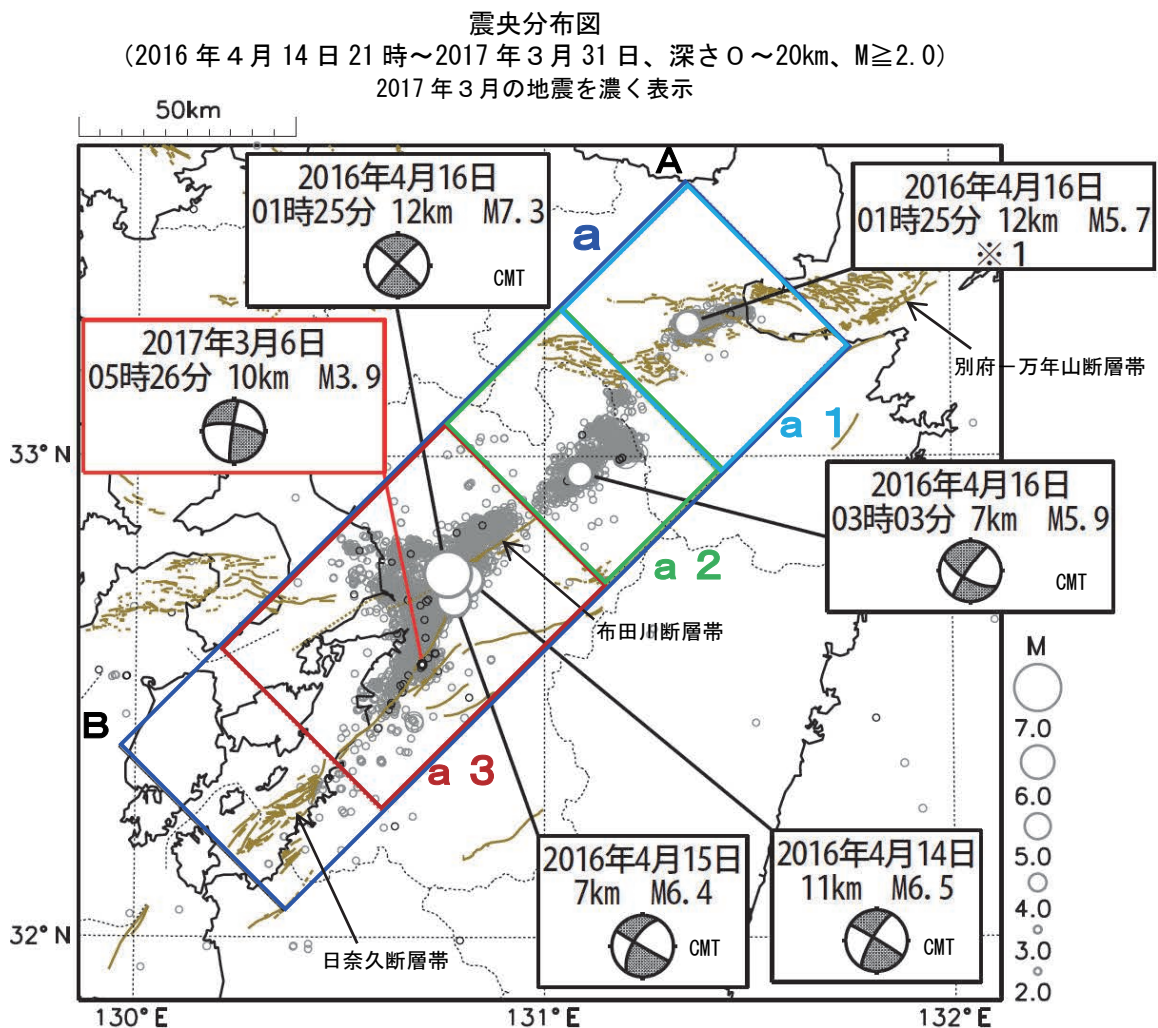 震央分布図
（2016年４月14日21時～2017年３月31日、深さ０～20km、M≧2.0）
2017年３月の地震を濃く表示
50km
2016年4月16日
01時25分 12km M7.3
CMT
A
a
2016年4月16日
01時25分 12km M5.7
※1
2017年3月6日
05時26分 10km M3.9
別府－万年山断層帯
a 1
33°N
2016年4月16日
03時03分 7km M5.9
CMT
a 2
布田川断層帯
B
a 3
M
7.0
6.0
5.0
4.0
3.0
2.0
2016年4月15日
7km M6.4
CMT
2016年4月14日
11km M6.5
CMT
32°N
日奈久断層帯
130°E
131°E
132°E